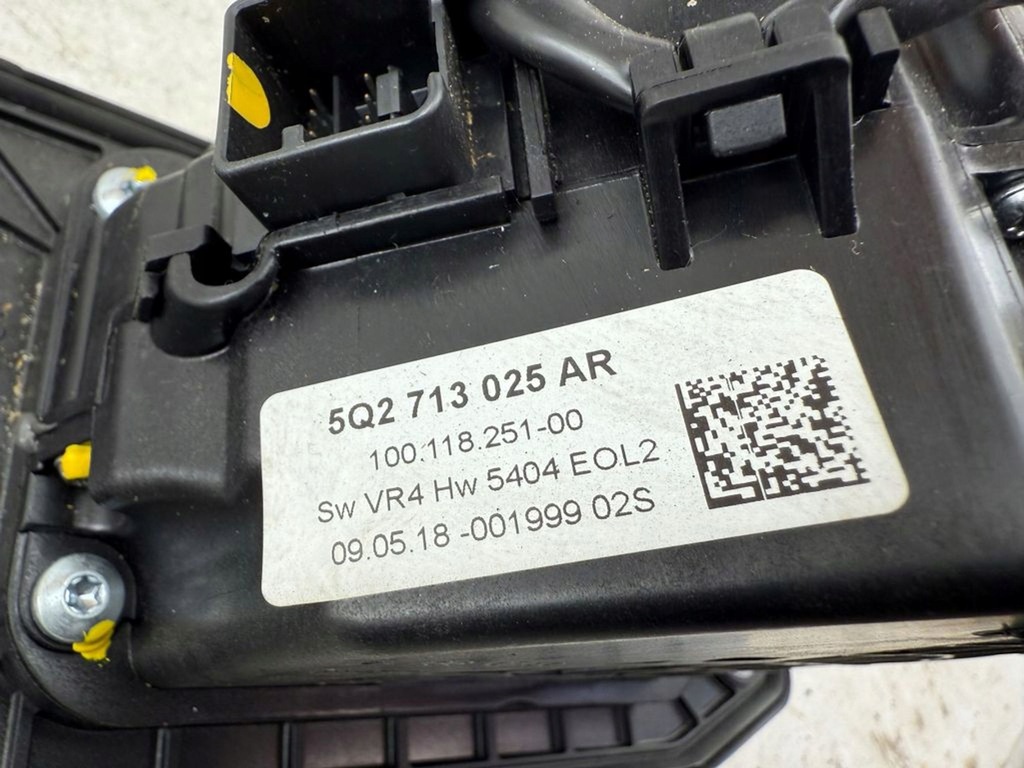 5Q2 713 025 AR
100.118.251-00
Sw VR4 Hw 5404 EOL2
09.05.18 -001999 02S